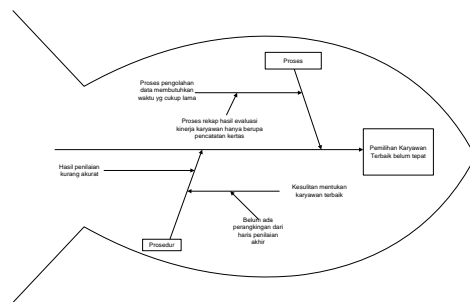 Proses
Proses pengolahan
data membutuhkan
waktu yg cukup lama
Proses rekap hasil evaluasi
kinerja karyawan hanya berupa
pencatatan kertas
Pemilihan Karyawan
Terbaik belum tepat
Hasil penilaian
kurang akurat
Kesulitan mentukan
karyawan terbaik
Belum ada
perangkingan dari
haris penilaian
akhir
Prosedur